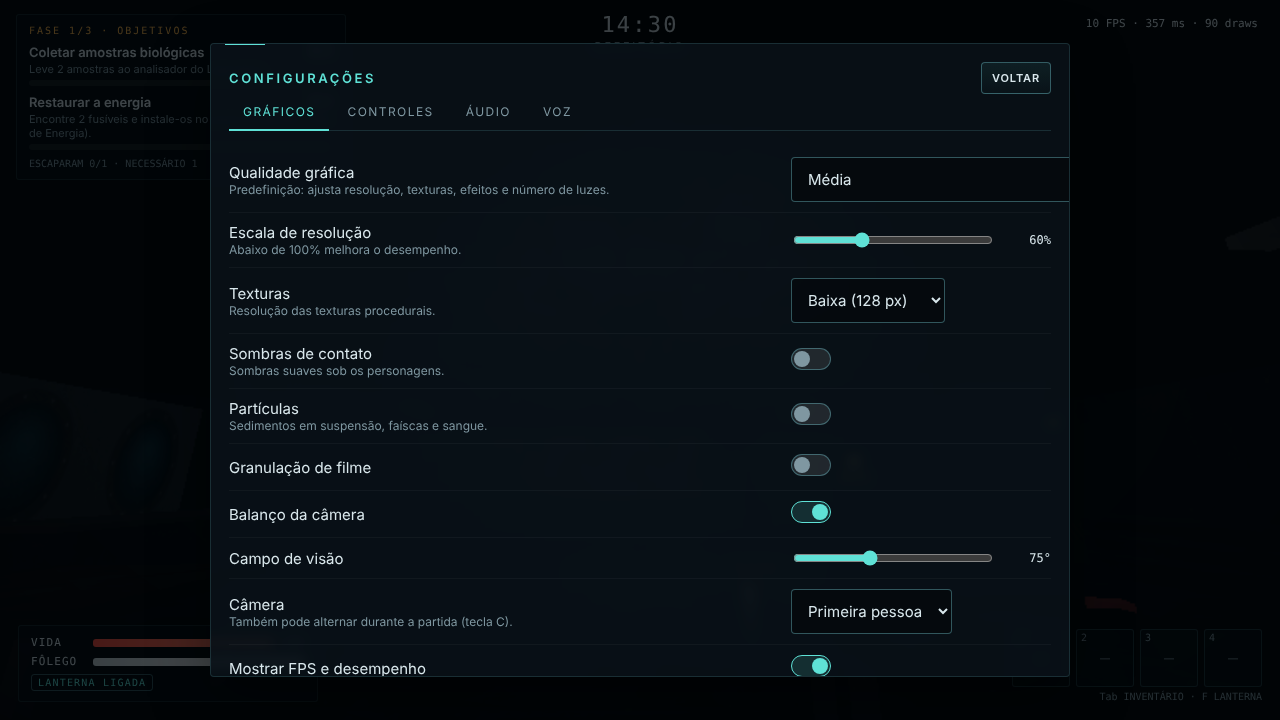 FASE 1/3 · OBJETIVOS
Coletar amostras biológicas
Leve 2 amostras ao analisador do L
Restaurar a energia
Encontre 2 fusíveis e instale-os no
de Energia).
ESCAPARAM 0/1 · NECESSÁRIO 1
14:30
10 FPS · 357 ms · 90 draws
CONFIGURAÇÕES
VOLTAR
GRÁFICOS
CONTROLES
ÁUDIO
VOZ
Qualidade gráfica
Predefinição: ajusta resolução, texturas, efeitos e número de luzes.
Média
Escala de resolução
Abaixo de 100% melhora o desempenho.
60%
Texturas
Resolução das texturas procedurais.
Baixa (128 px)
Sombras de contato
Sombras suaves sob os personagens.
Partículas
Sedimentos em suspensão, faíscas e sangue.
Granulação de filme
Balanço da câmera
Campo de visão
75°
Câmera
Também pode alternar durante a partida (tecla C).
Primeira pessoa
Mostrar FPS e desempenho
VIDA
FÔLEGO
LANTERNA LIGADA
2
3
4
Tab INVENTÁRIO · F LANTERNA